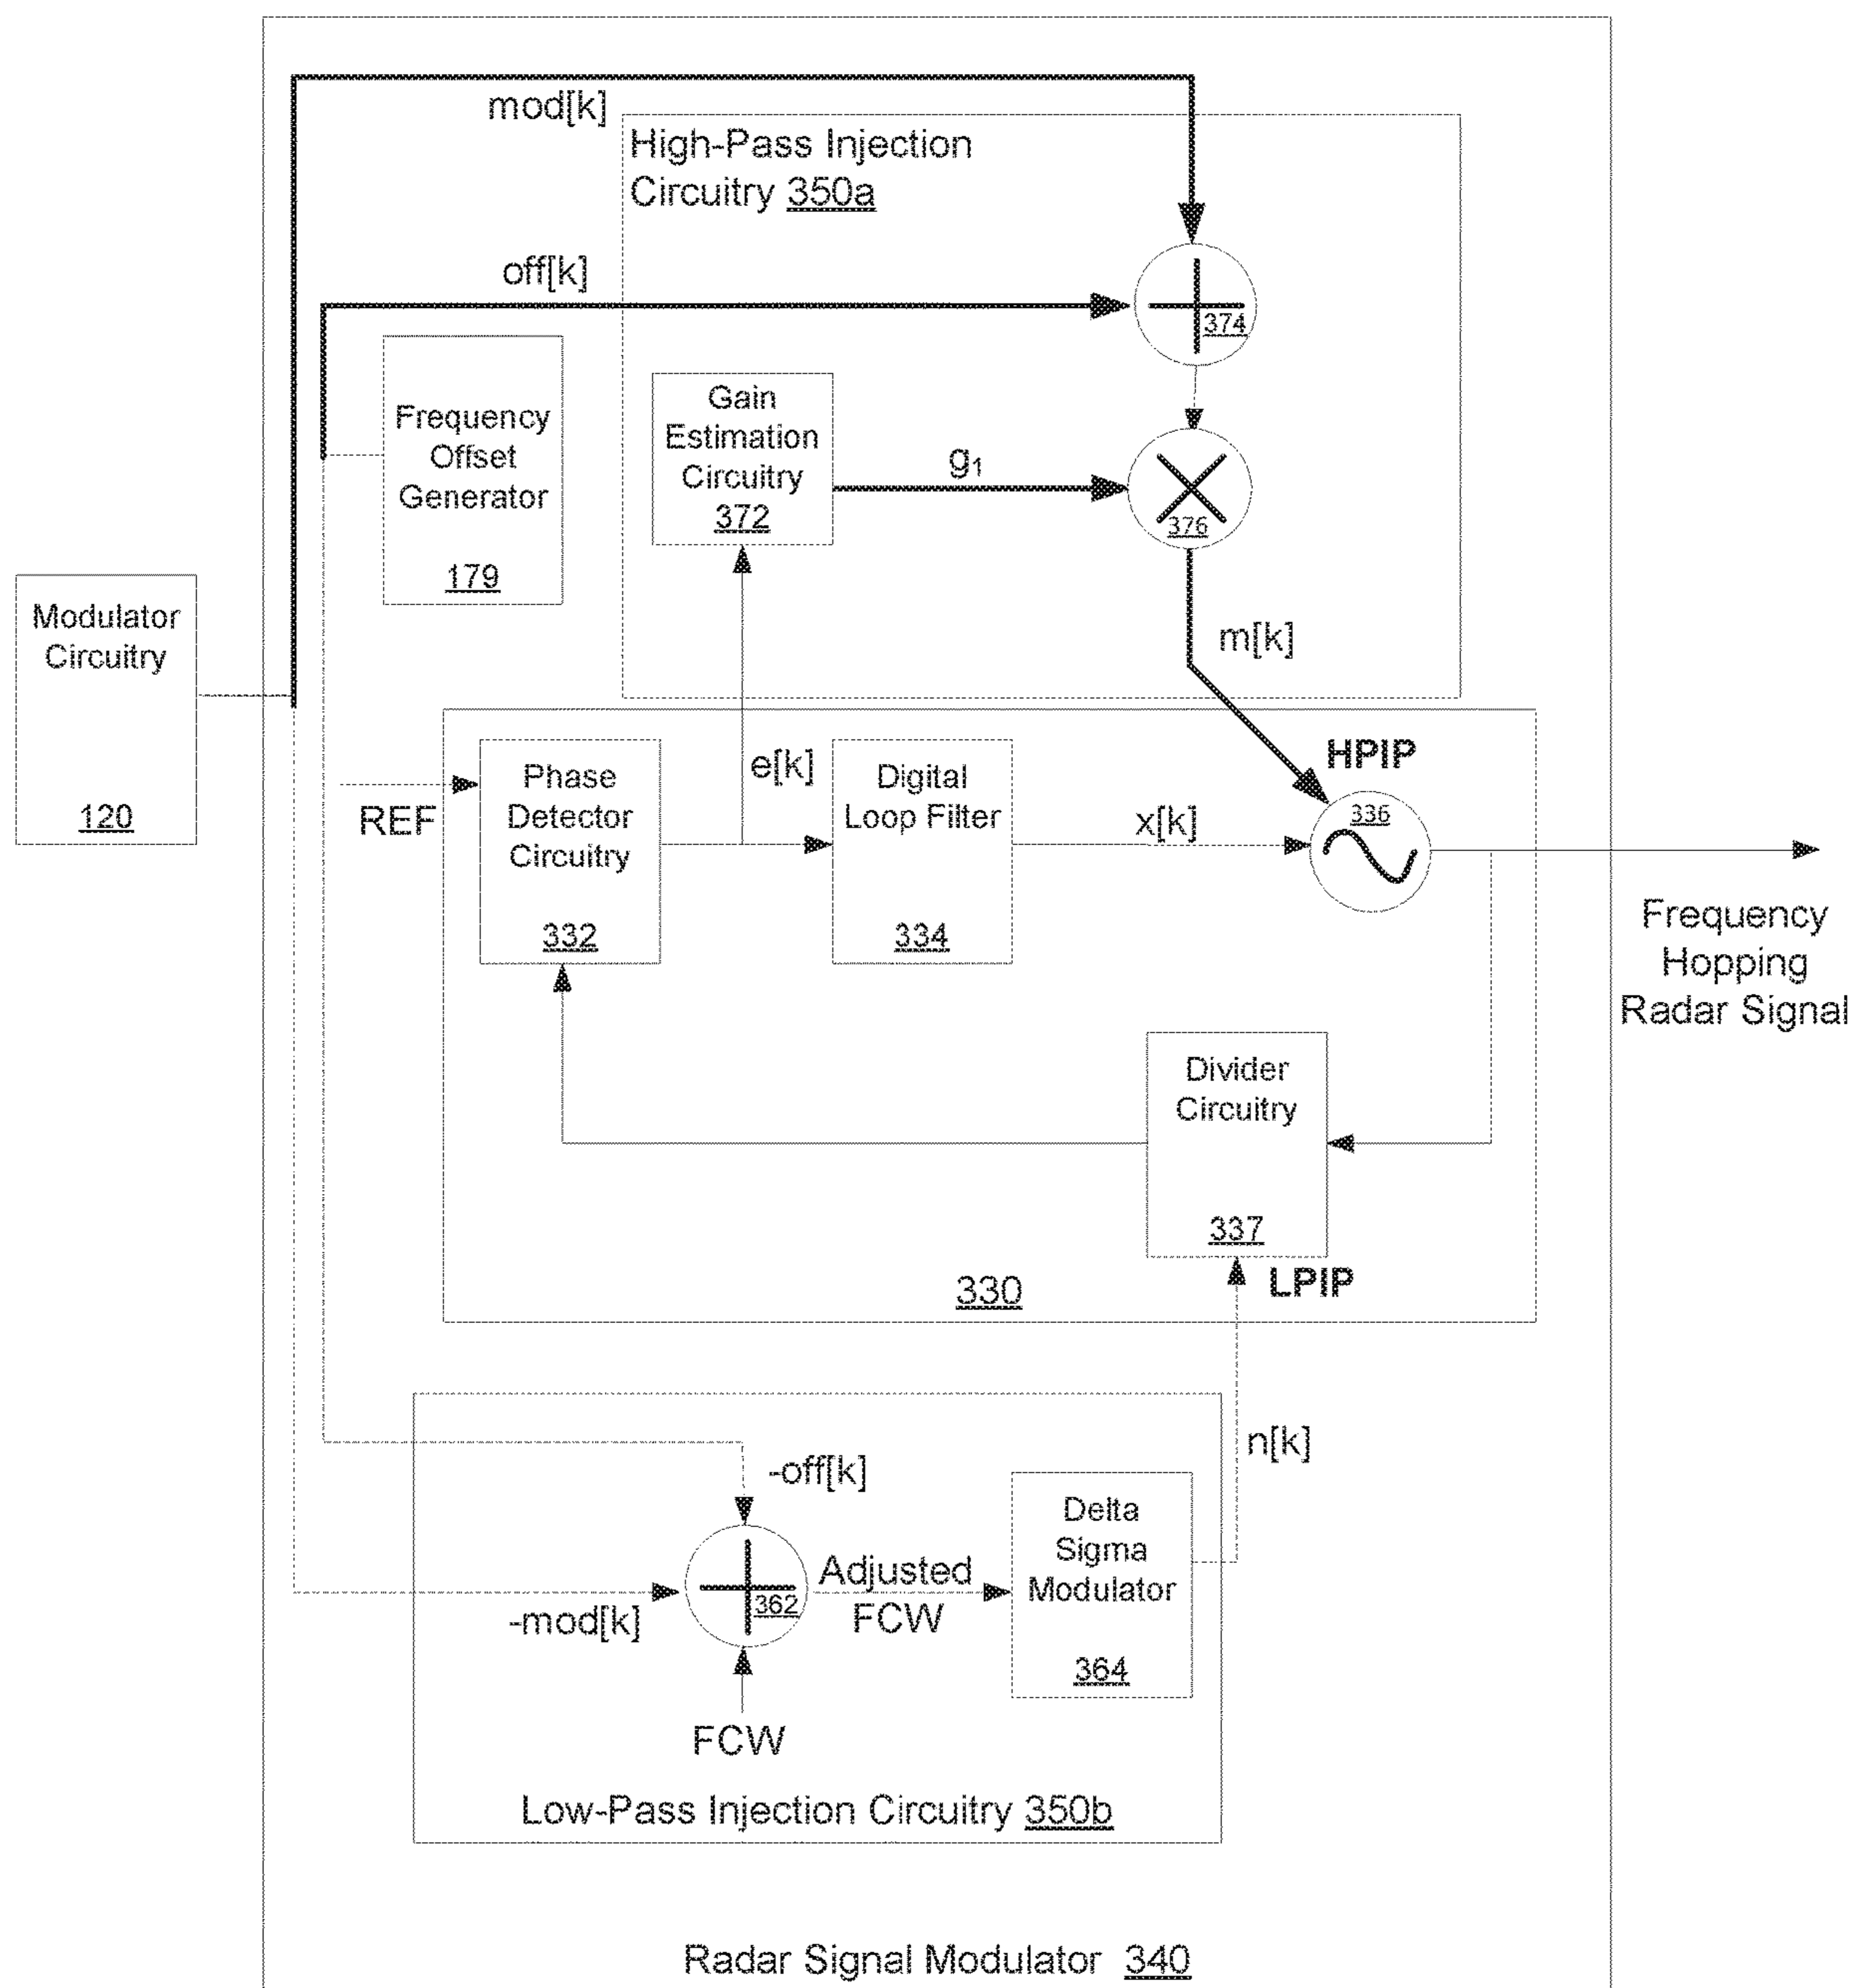 mod[k]
High-Pass Injection
Circuitry 350a
off[k]
374
Frequency
Offset
Generator
179
Gain
Estimation
Circuitry
372
g₁
376
m[k]
Modulator
Circuitry
120
REF
Phase
Detector
Circuitry
332
e[k]
Digital
Loop Filter
334
x[k]
HPIP
336
Frequency
Hopping
Radar Signal
Divider
Circuitry
337
LPIP
330
n[k]
-off[k]
-mod[k]
362
Adjusted
FCW
Delta
Sigma
Modulator
364
FCW
Low-Pass Injection Circuitry 350b
Radar Signal Modulator 340